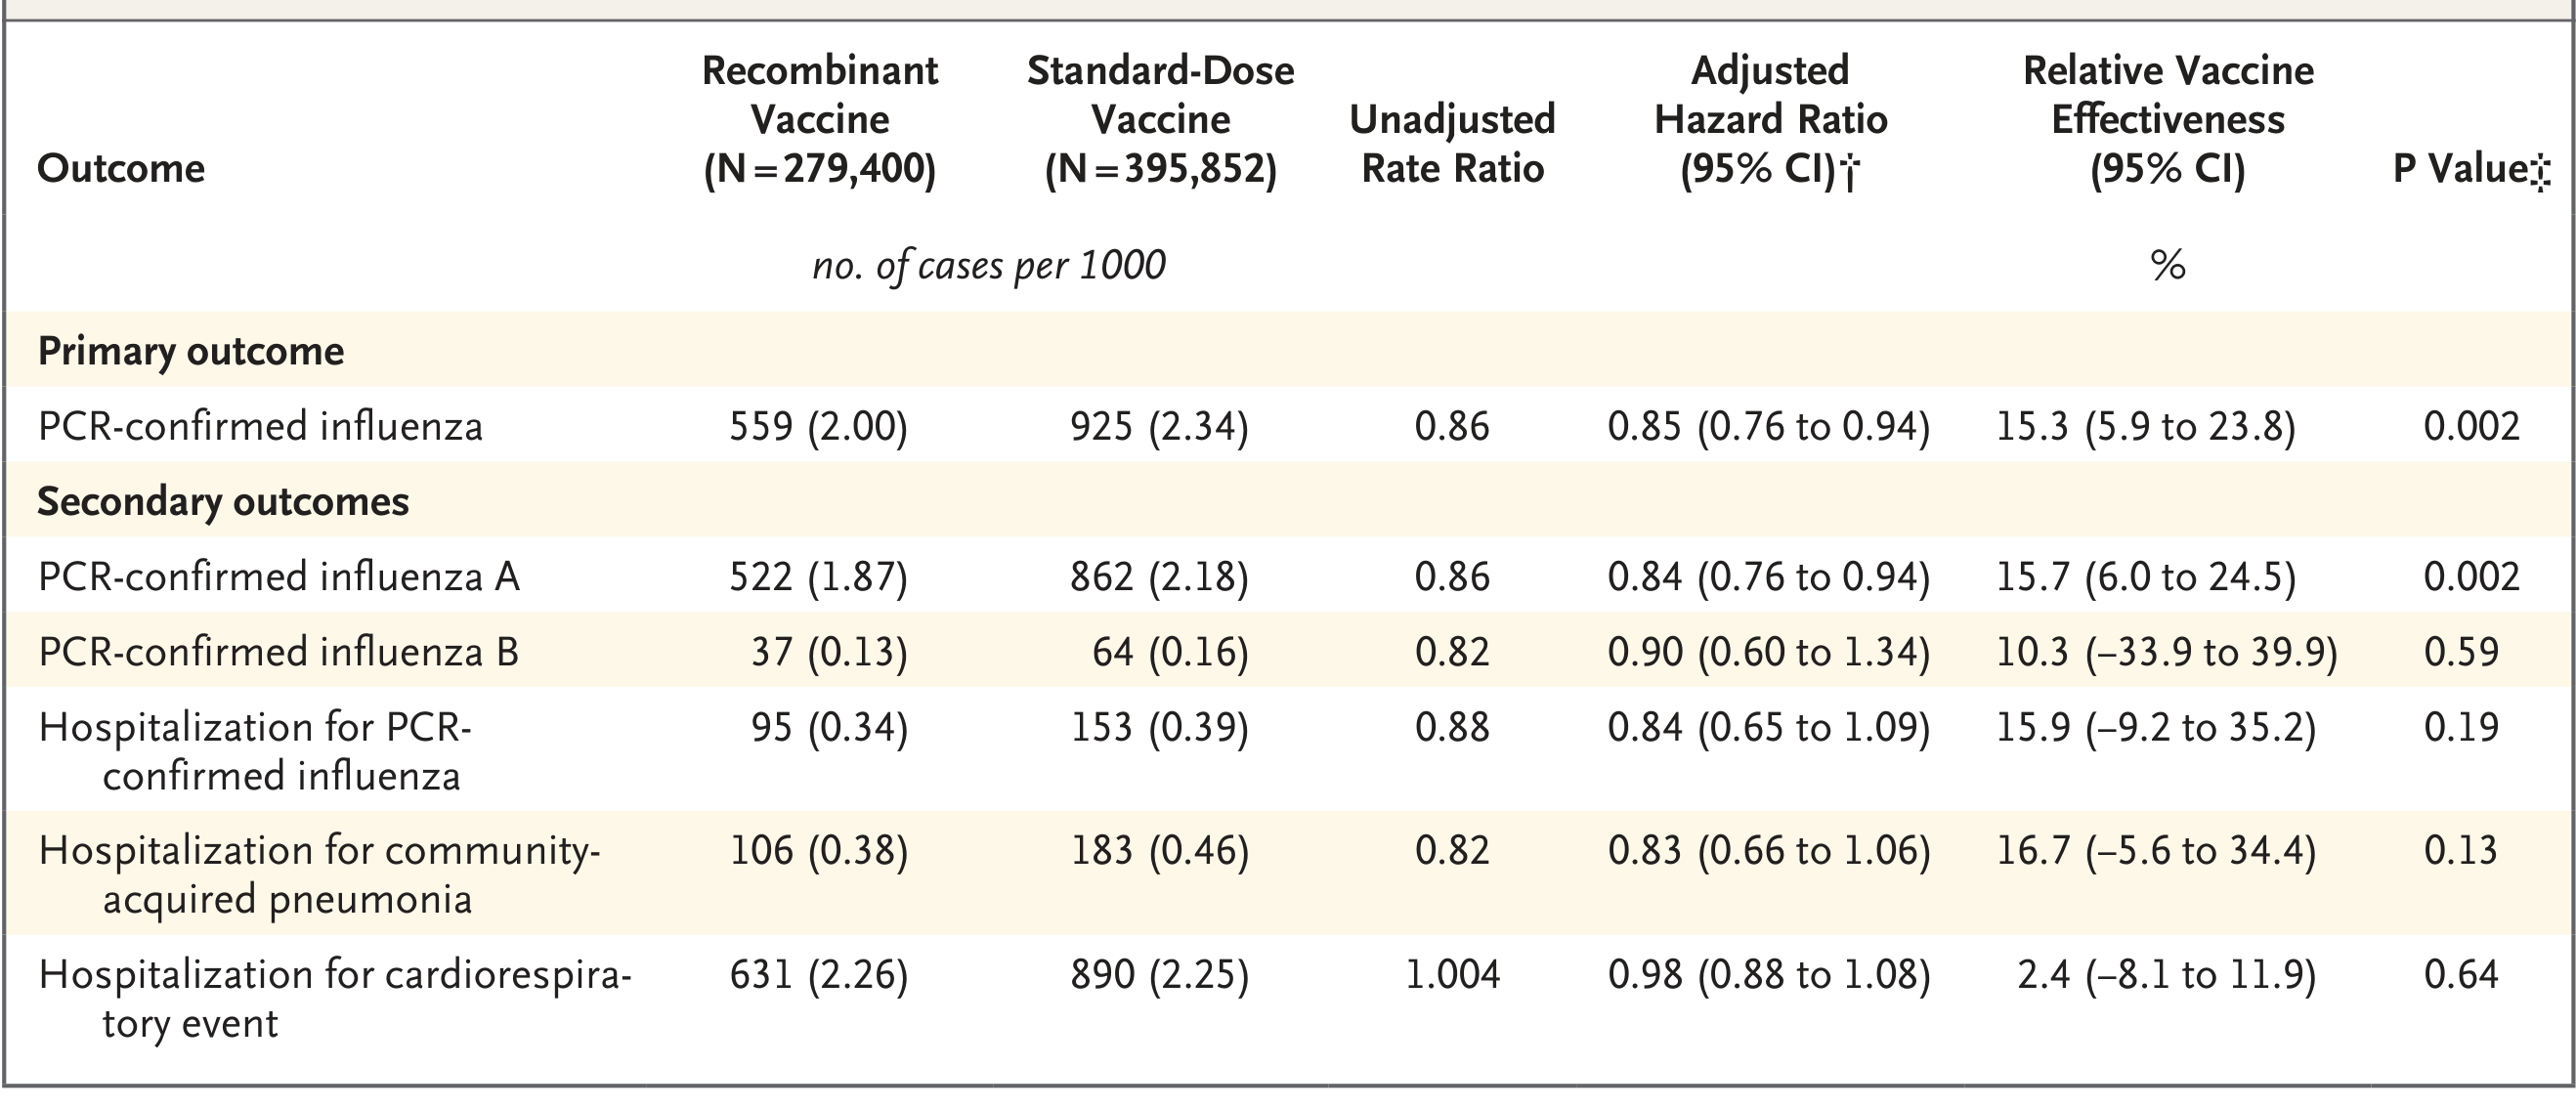 Outcome Recombinant Vaccine (N=279,400) Standard-Dose Vaccine (N=395,852) Unadjusted Rate Ratio Adjusted Hazard Ratio (95% CI)† Relative Vaccine Effectiveness (95% CI) P Value‡
no. of cases per 1000 %
Primary outcome
PCR-confirmed influenza 559 (2.00) 925 (2.34) 0.86 0.85 (0.76 to 0.94) 15.3 (5.9 to 23.8) 0.002
Secondary outcomes
PCR-confirmed influenza A 522 (1.87) 862 (2.18) 0.86 0.84 (0.76 to 0.94) 15.7 (6.0 to 24.5) 0.002
PCR-confirmed influenza B 37 (0.13) 64 (0.16) 0.82 0.90 (0.60 to 1.34) 10.3 (–33.9 to 39.9) 0.59
Hospitalization for PCR- 95 (0.34) 153 (0.39) 0.88 0.84 (0.65 to 1.09) 15.9 (–9.2 to 35.2) 0.19
confirmed influenza
Hospitalization for community- 106 (0.38) 183 (0.46) 0.82 0.83 (0.66 to 1.06) 16.7 (–5.6 to 34.4) 0.13
acquired pneumonia
Hospitalization for cardiorespira- 631 (2.26) 890 (2.25) 1.004 0.98 (0.88 to 1.08) 2.4 (–8.1 to 11.9) 0.64
tory event